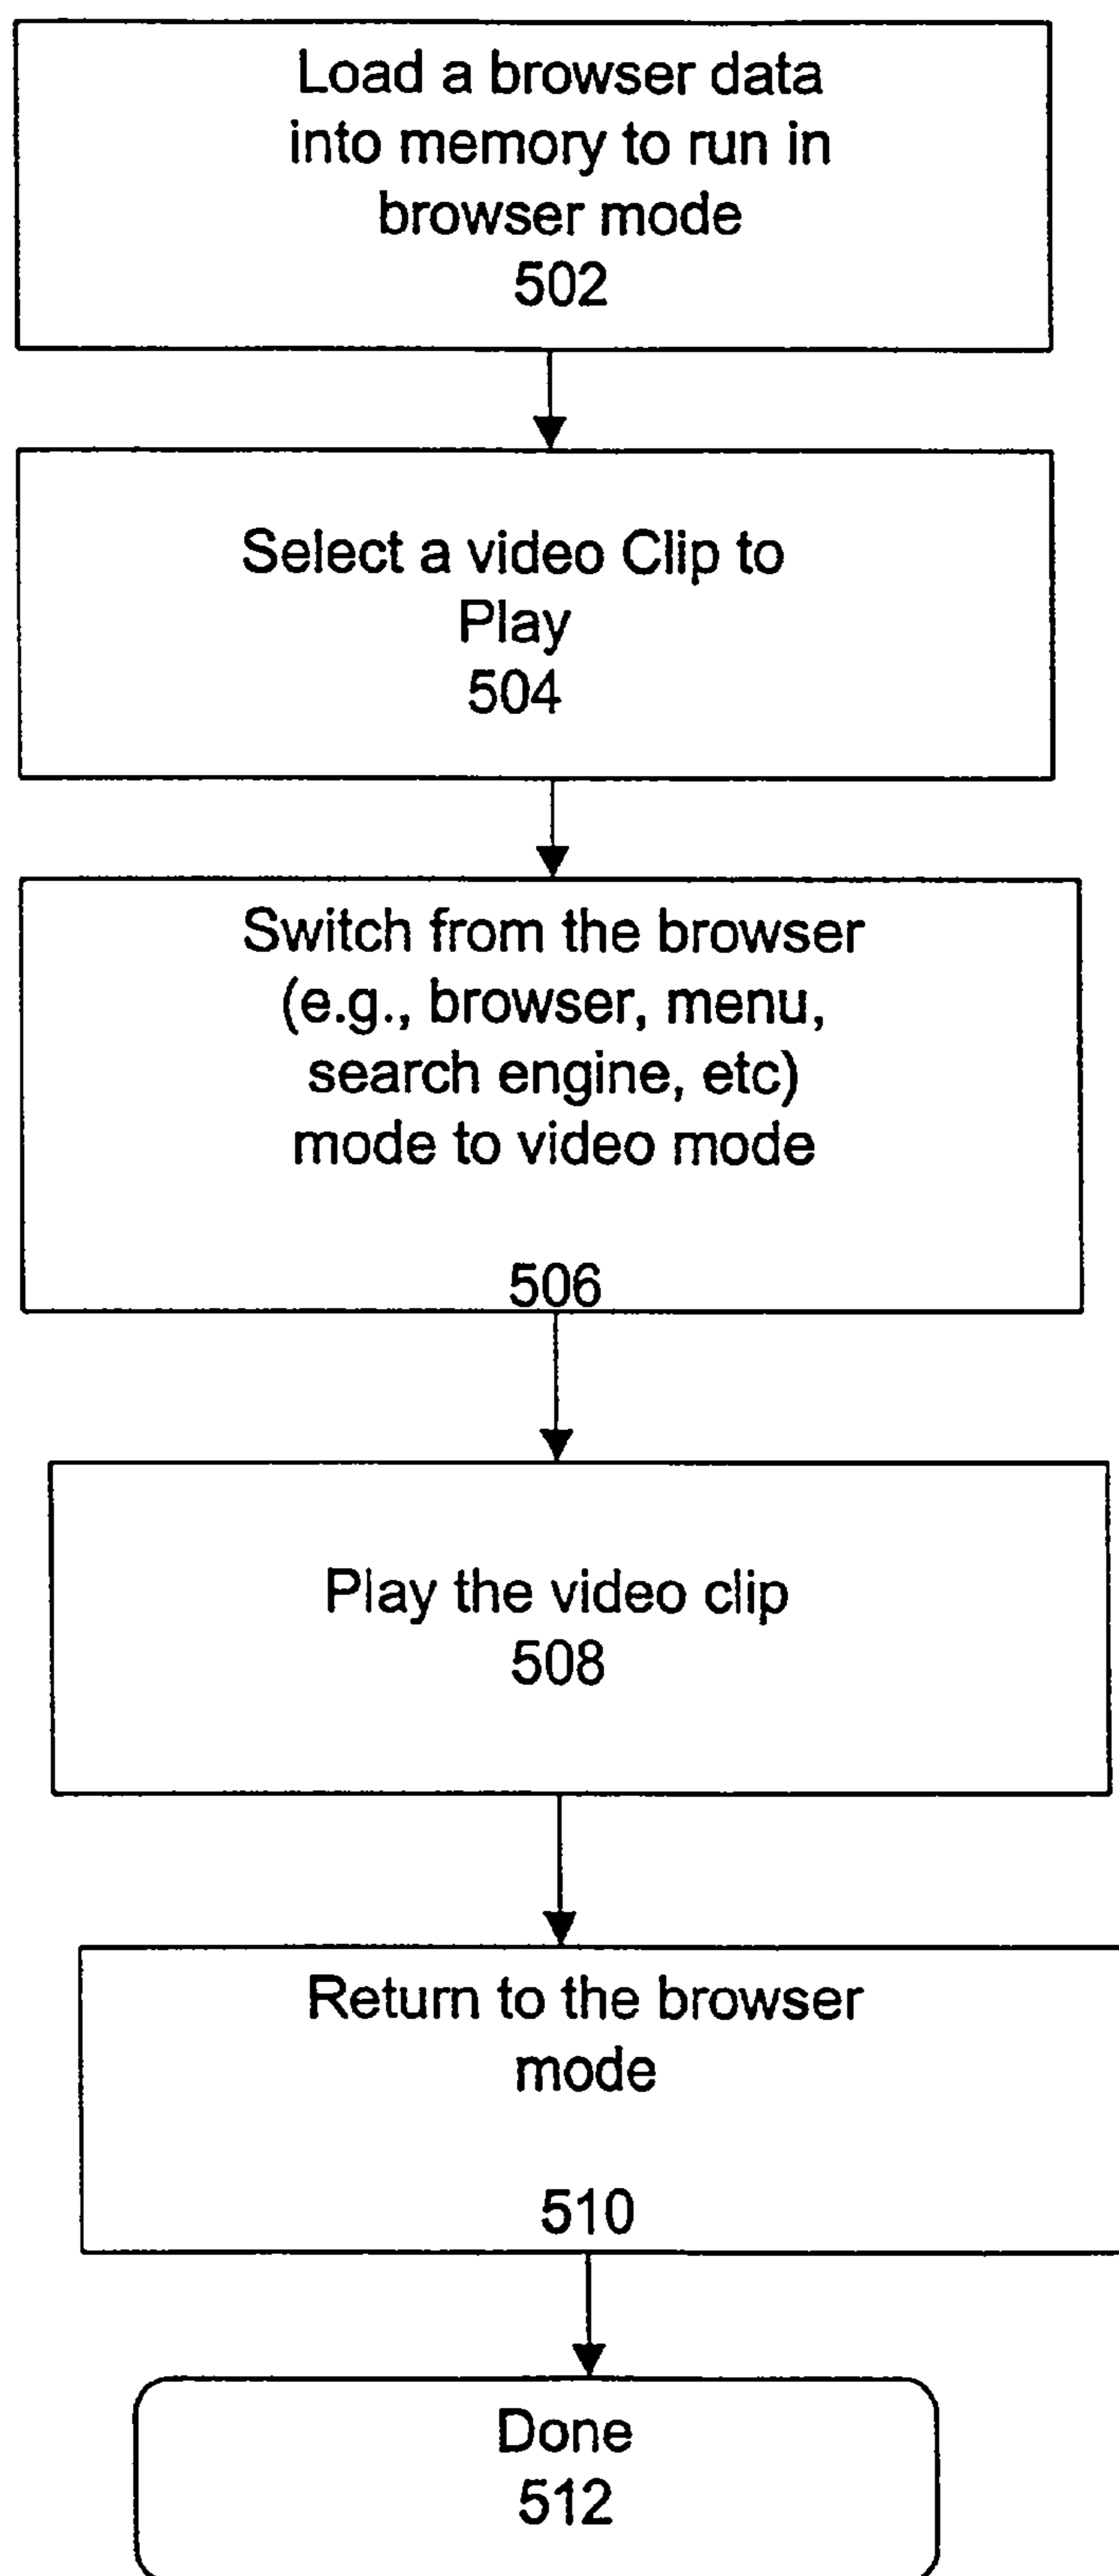 Load a browser data
into memory to run in
browser mode
502
Select a video Clip to
Play
504
Switch from the browser
(e.g., browser, menu,
search engine, etc)
mode to video mode
506
Play the video clip
508
Return to the browser
mode
510
Done
512